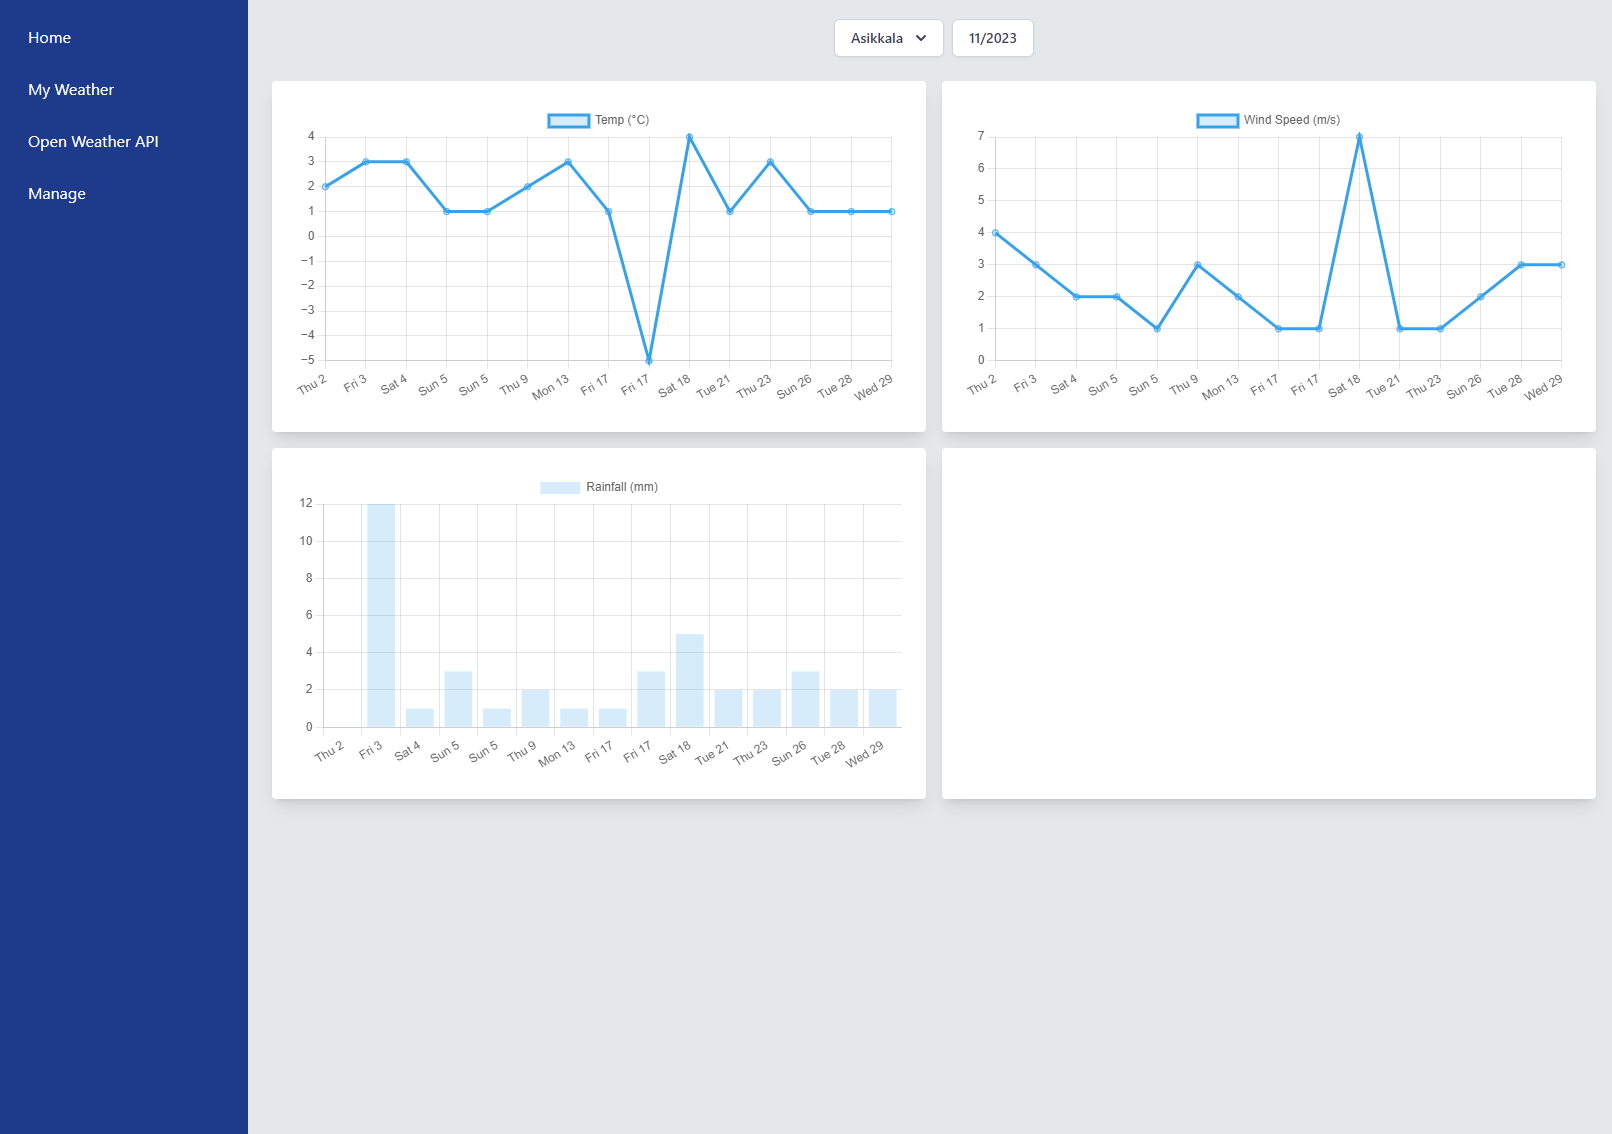 Home
My Weather
Open Weather API
Manage
Asikkala
11/2023
Temp (°C)
4
3
2
1
0
−1
−2
−3
−4
−5
Thu 2 Fri 3 Sat 4 Sun 5 Sun 5 Thu 9 Mon 13 Fri 17 Fri 17 Sat 18 Tue 21 Thu 23 Sun 26 Tue 28 Wed 29
Wind Speed (m/s)
7
6
5
4
3
2
1
0
Thu 2 Fri 3 Sat 4 Sun 5 Sun 5 Thu 9 Mon 13 Fri 17 Fri 17 Sat 18 Tue 21 Thu 23 Sun 26 Tue 28 Wed 29
Rainfall (mm)
12
10
8
6
4
2
0
Thu 2 Fri 3 Sat 4 Sun 5 Sun 5 Thu 9 Mon 13 Fri 17 Fri 17 Sat 18 Tue 21 Thu 23 Sun 26 Tue 28 Wed 29